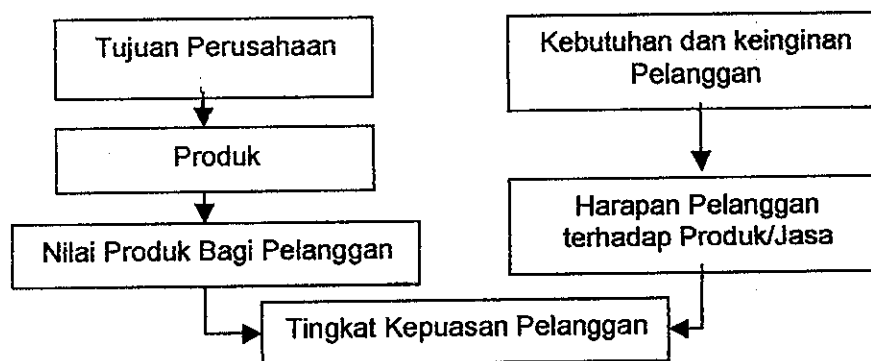 Tujuan Perusahaan
Produk
Nilai Produk Bagi Pelanggan
Kebutuhan dan keinginan
Pelanggan
Harapan Pelanggan
terhadap Produk/Jasa
Tingkat Kepuasan Pelanggan